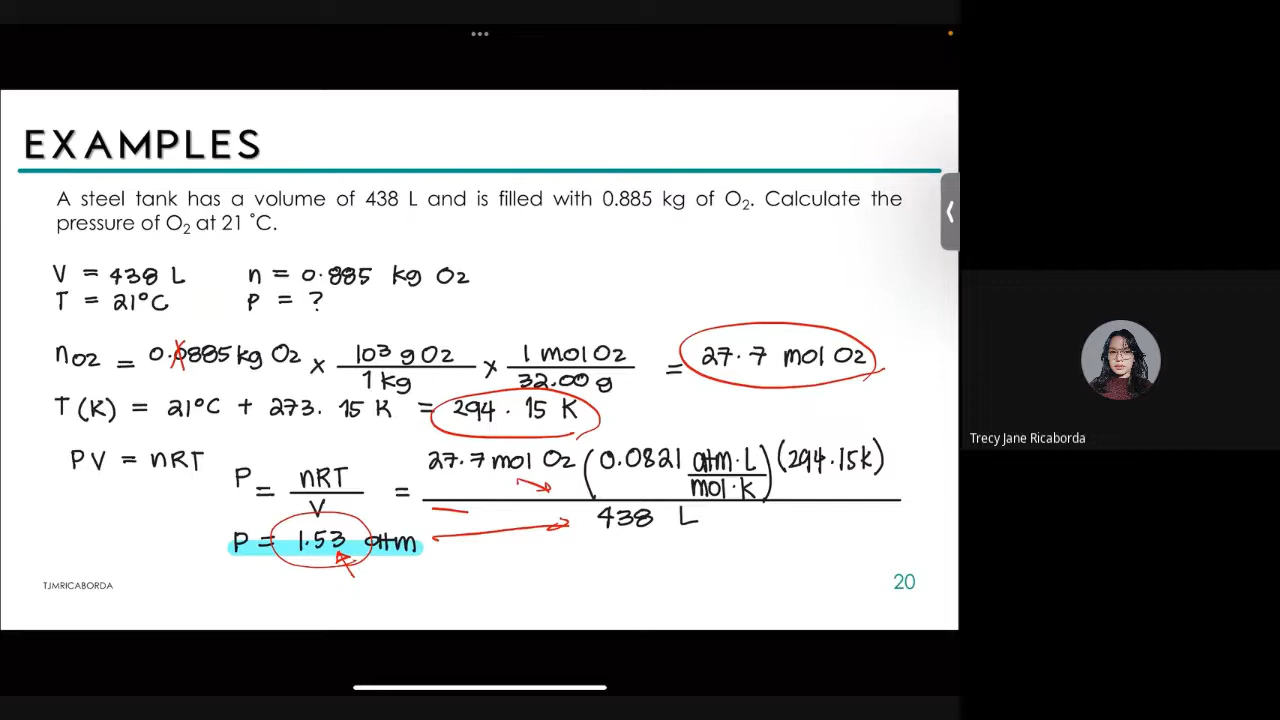 EXAMPLES
A steel tank has a volume of 438 L and is filled with 0.885 kg of O₂. Calculate the
pressure of O₂ at 21 ˚C.
V = 438 L n = 0.885 kg O₂
T = 21°C P = ?
nO₂ = 0.0885 kg O₂ × 10³ g O₂ / 1 kg × 1 mol O₂ / 32.00 g = 27.7 mol O₂
T(K) = 21°C + 273.15 K = 294.15 K
PV = nRT
P = nRT / V = 27.7 mol O₂ (0.0821 atm·L / mol·K)(294.15K) / 438 L
P = 1.53 atm
TJMRICABORDA
20
Trecy Jane Ricaborda